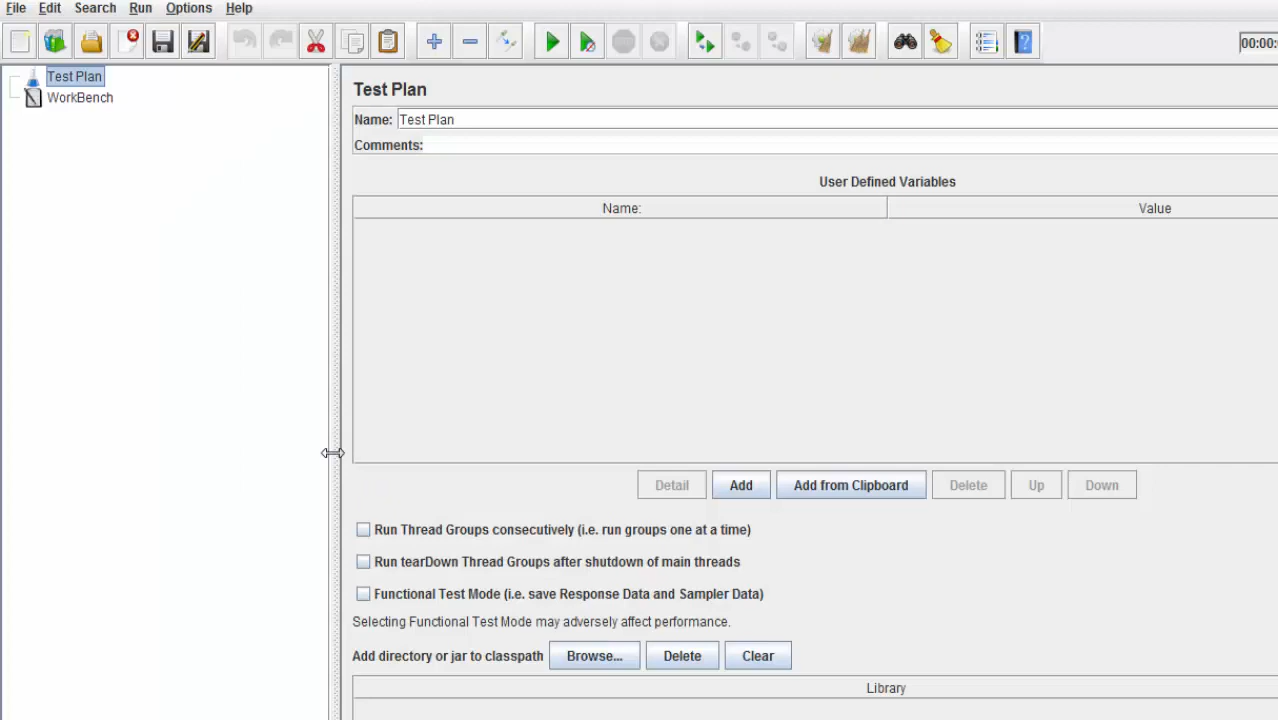 File Edit Search Run Options Help
00:00:
Test Plan
WorkBench
Test Plan
Name: Test Plan
Comments:
User Defined Variables
Name: Value
Detail Add Add from Clipboard Delete Up Down
Run Thread Groups consecutively (i.e. run groups one at a time)
Run tearDown Thread Groups after shutdown of main threads
Functional Test Mode (i.e. save Response Data and Sampler Data)
Selecting Functional Test Mode may adversely affect performance.
Add directory or jar to classpath Browse... Delete Clear
Library